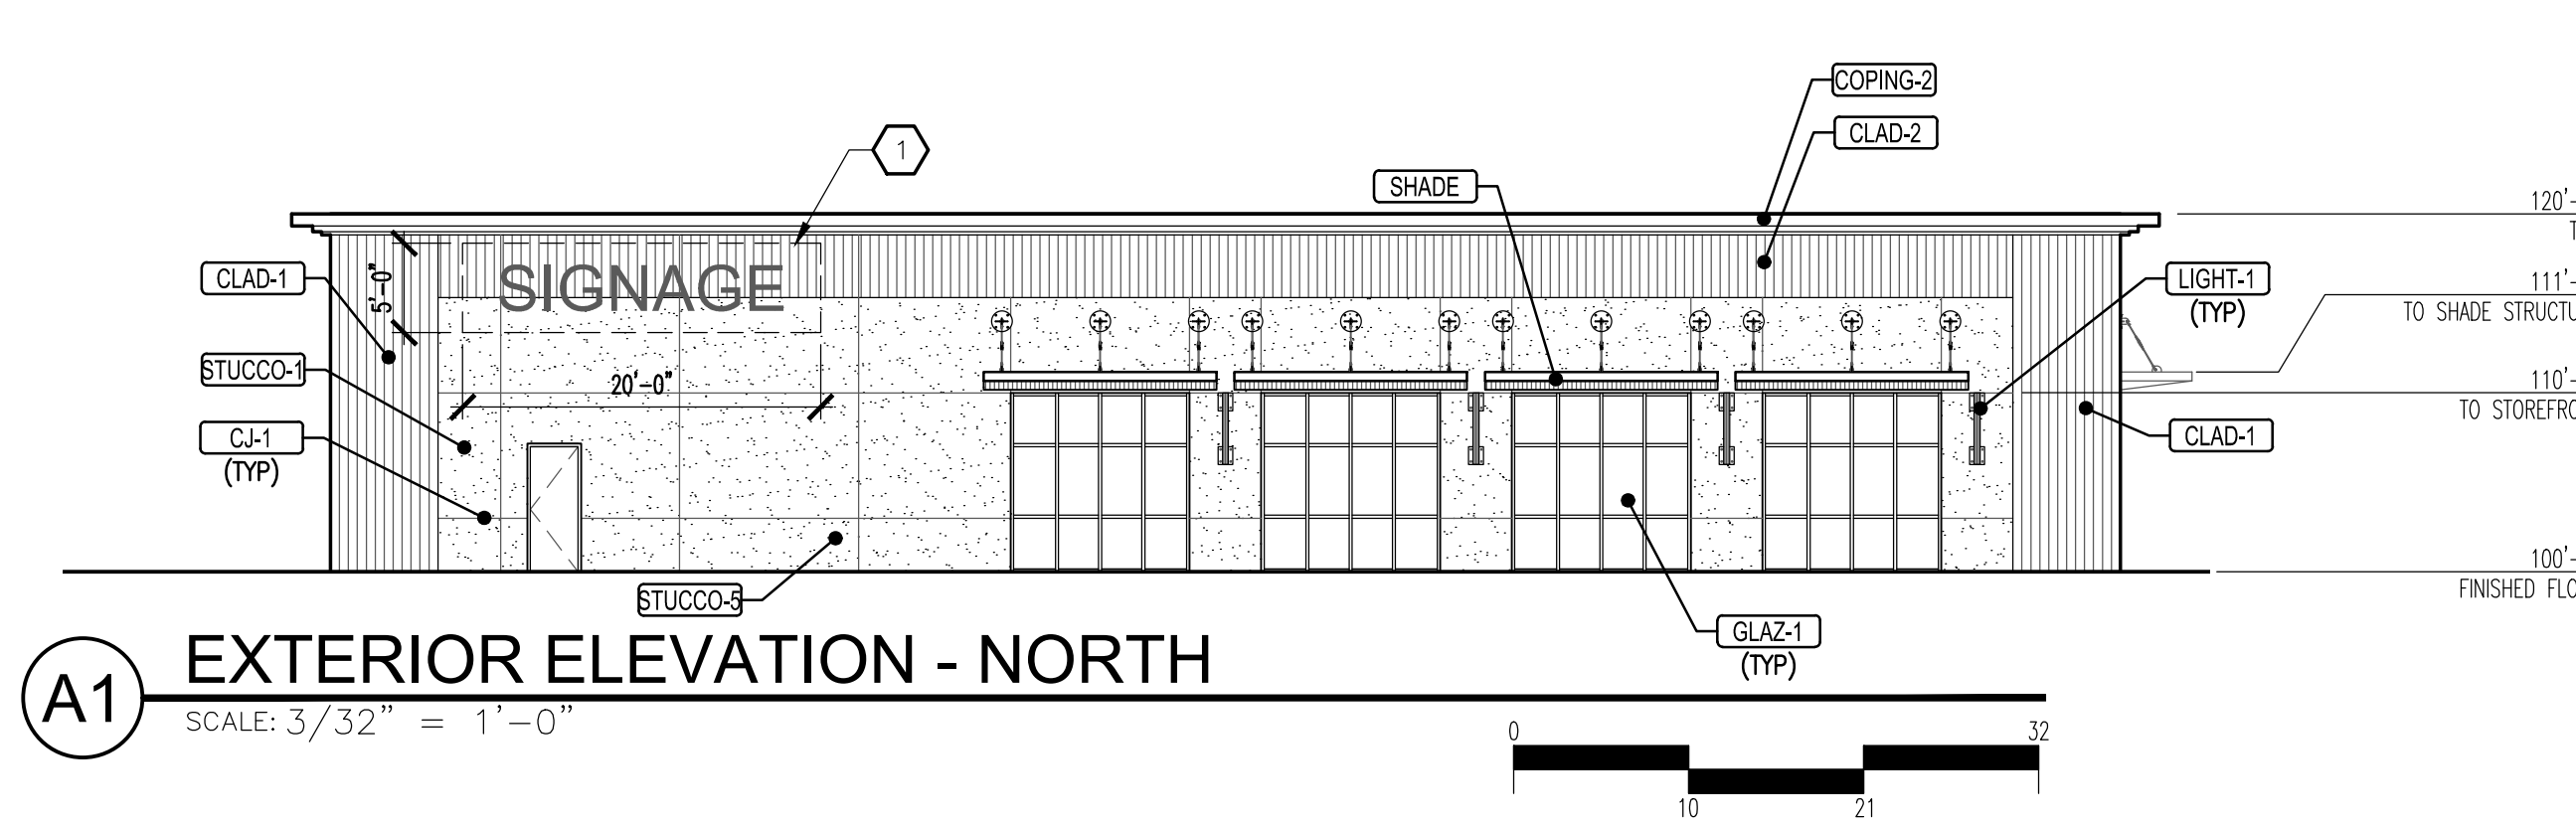 COPING-2
CLAD-2
1
SHADE
120'-
CLAD-1
5'-0"
SIGNAGE
LIGHT-1
(TYP)
111'-
TO SHADE STRUCTU
STUCCO-1
20'-0"
110'-
TO STOREFRO
CJ-1
(TYP)
CLAD-1
STUCCO-5
100'-
FINISHED FLO
GLAZ-1
(TYP)
A1
EXTERIOR ELEVATION - NORTH
SCALE: 3/32" = 1'-0"
0
32
10
21